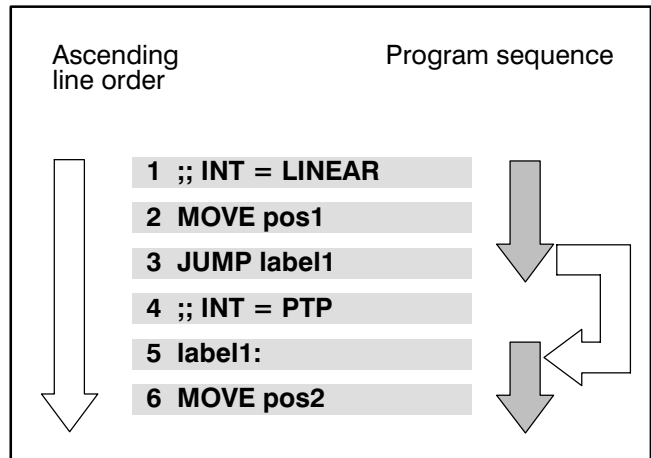 Ascending
line order
Program sequence
1 ;; INT = LINEAR
2 MOVE pos1
3 JUMP label1
4 ;; INT = PTP
5 label1:
6 MOVE pos2